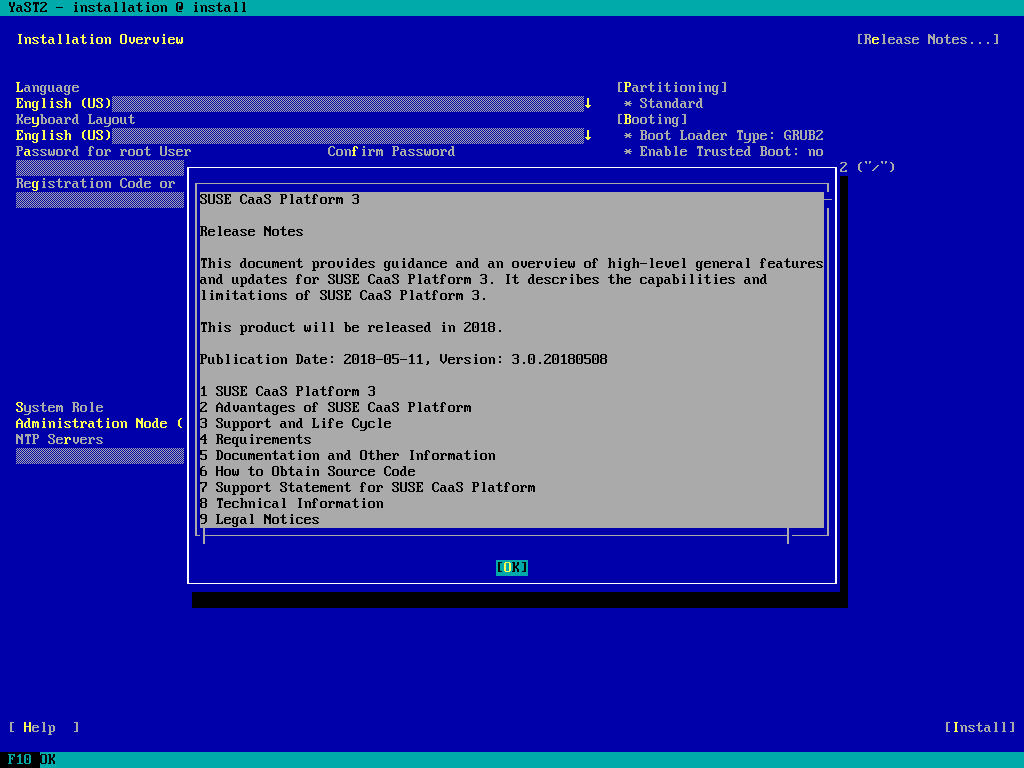 YaST2 - installation @ install
Installation Overview [Release Notes...]
Language [Partitioning]
English (US) ↓ * Standard
Keyboard Layout [Booting]
English (US) ↓ * Boot Loader Type: GRUB2
Password for root User Confirm Password * Enable Trusted Boot: no
2 ("/")
Registration Code or
SUSE CaaS Platform 3
Release Notes
This document provides guidance and an overview of high-level general features
and updates for SUSE CaaS Platform 3. It describes the capabilities and
limitations of SUSE CaaS Platform 3.
This product will be released in 2018.
Publication Date: 2018-05-11, Version: 3.0.20180508
1 SUSE CaaS Platform 3
2 Advantages of SUSE CaaS Platform
3 Support and Life Cycle
4 Requirements
5 Documentation and Other Information
6 How to Obtain Source Code
7 Support Statement for SUSE CaaS Platform
8 Technical Information
9 Legal Notices
System Role
Administration Node (
NTP Servers
[OK]
[ Help ] [Install]
F10 OK